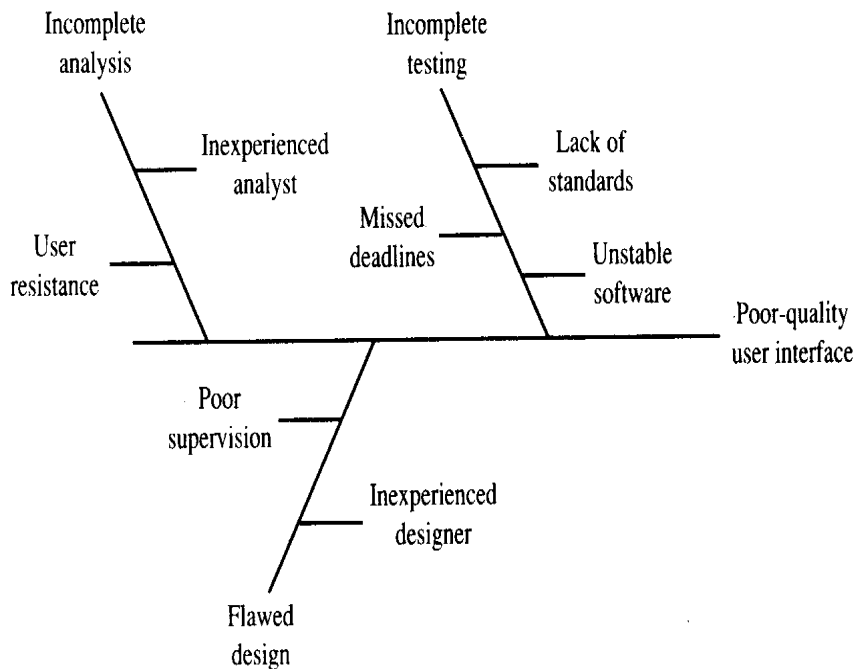 Incomplete
analysis
Incomplete
testing
Inexperienced
analyst
Lack of
standards
Missed
deadlines
User
resistance
Unstable
software
Poor-quality
user interface
Poor
supervision
Inexperienced
designer
Flawed
design